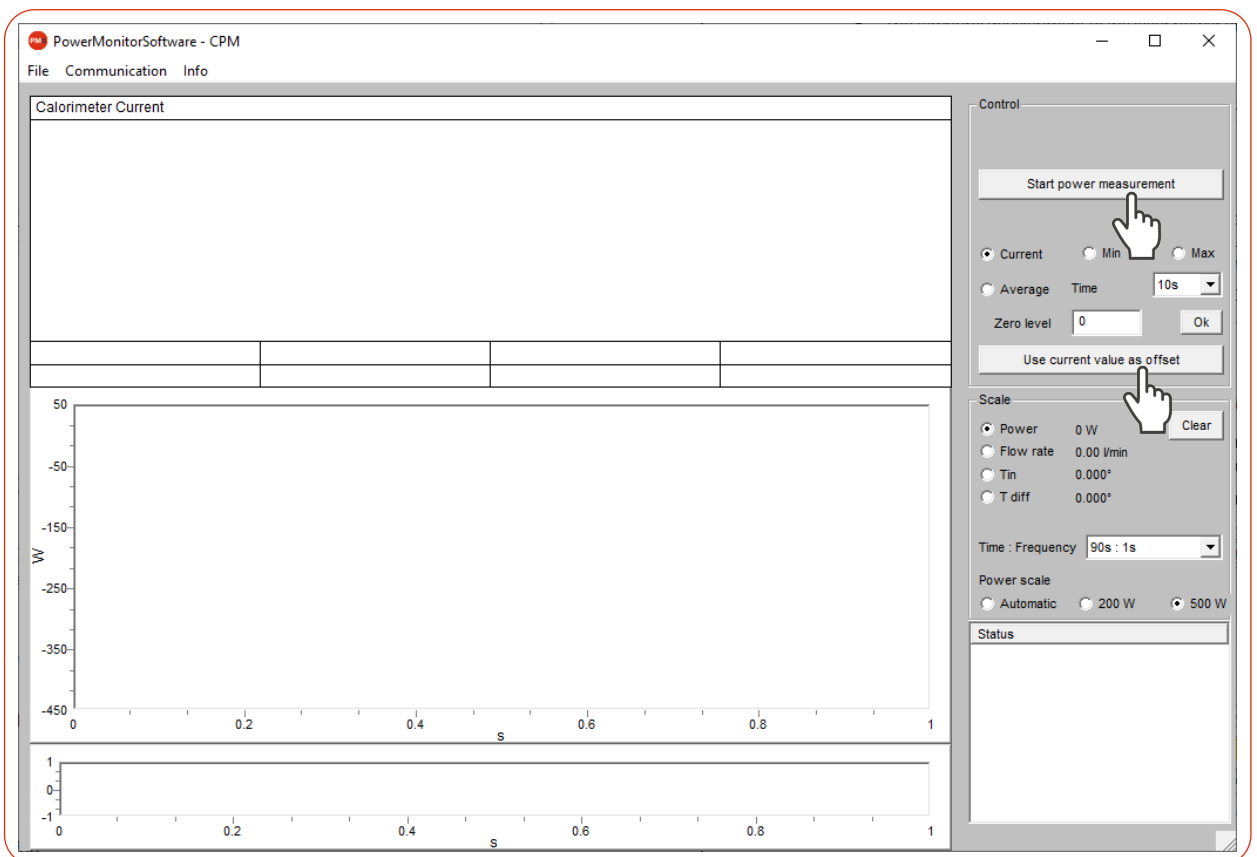 PM PowerMonitorSoftware - CPM
File Communication Info
Calorimeter Current
50
-50
-150
-250
-350
-450
W
0 0.2 0.4 0.6 0.8 1
s
1
0
-1
0 0.2 0.4 0.6 0.8 1
s
Control
Start power measurement
Current Min Max
Average Time 10s
Zero level 0 Ok
Use current value as offset
Scale
Power 0 W Clear
Flow rate 0.00 l/min
Tin 0.000°
T diff 0.000°
Time : Frequency 90s : 1s
Power scale
Automatic 200 W 500 W
Status